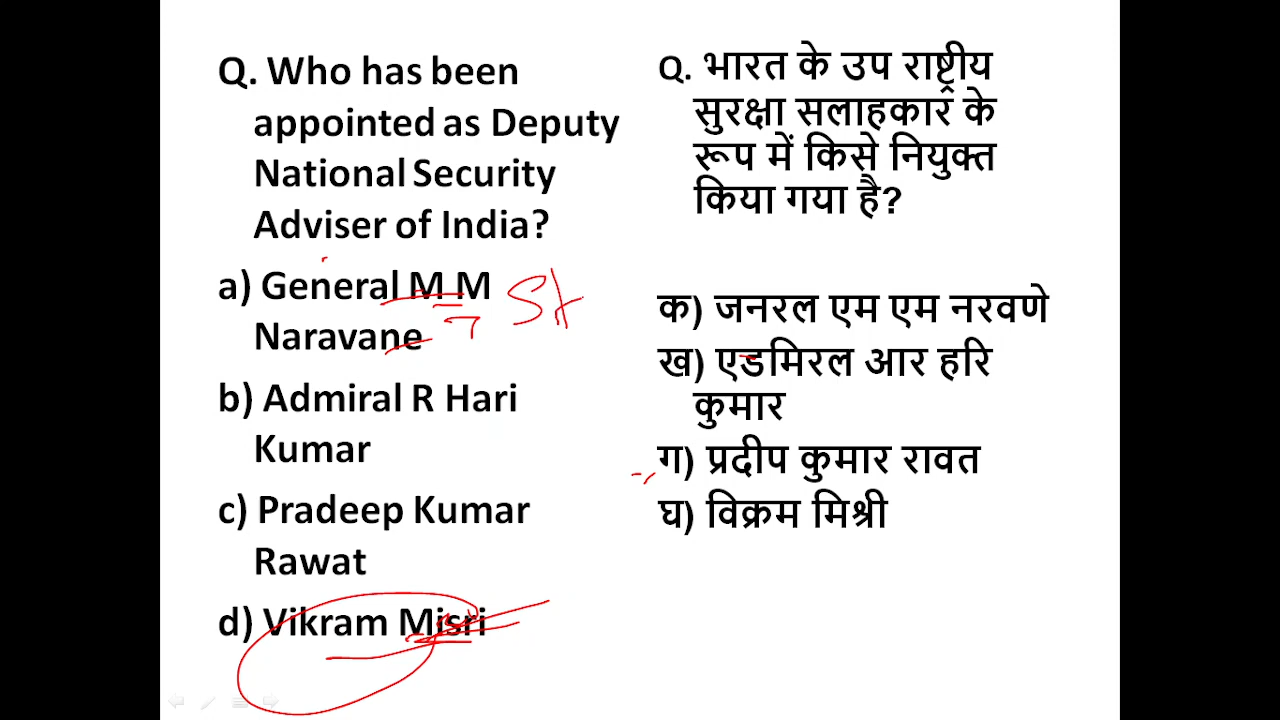 Q. Who has been
appointed as Deputy
National Security
Adviser of India?
a) General M M
Naravane
b) Admiral R Hari
Kumar
c) Pradeep Kumar
Rawat
d) Vikram Misri
Q. भारत के उप राष्ट्रीय
सुरक्षा सलाहकार के
रूप में किसे नियुक्त
किया गया है?
क) जनरल एम एम नरवणे
ख) एडमिरल आर हरि
कुमार
ग) प्रदीप कुमार रावत
घ) विक्रम मिश्री